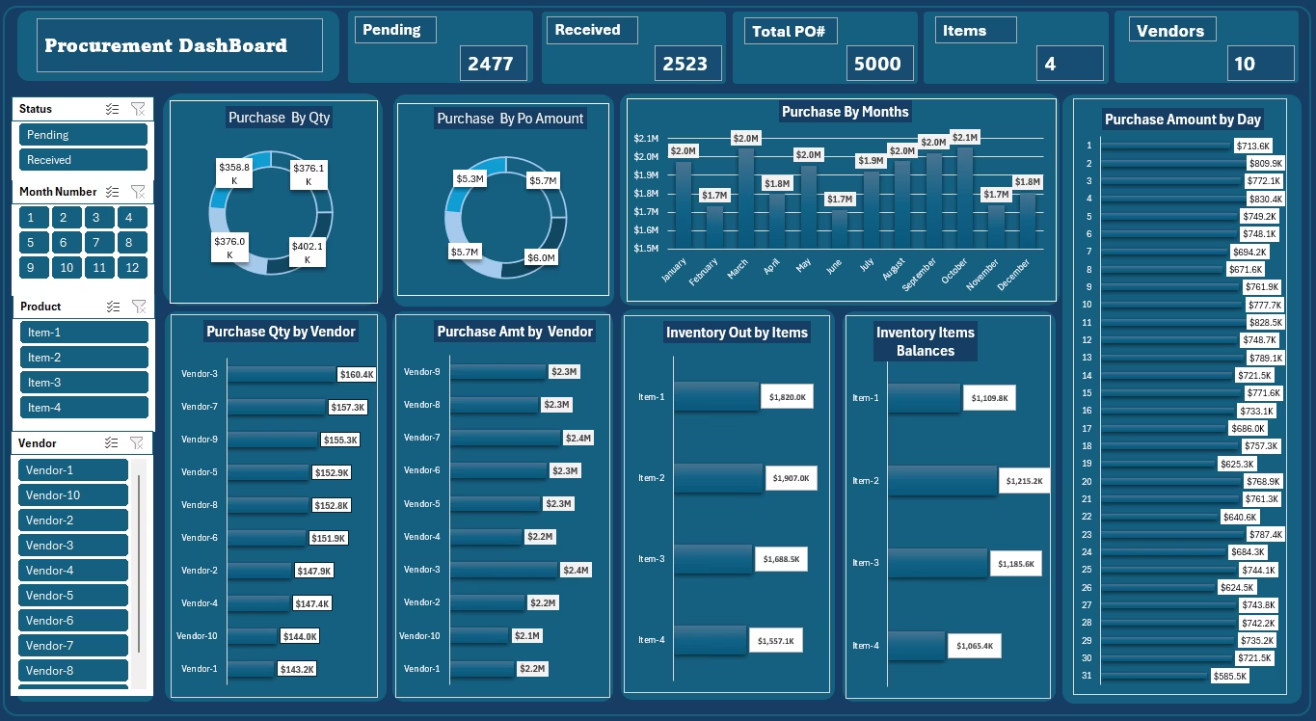 Procurement DashBoard
Pending
2477
Received
2523
Total PO#
5000
Items
4
Vendors
10
Status
Pending
Received
Month Number
1 2 3 4
5 6 7 8
9 10 11 12
Product
Item-1
Item-2
Item-3
Item-4
Vendor
Vendor-1
Vendor-10
Vendor-2
Vendor-3
Vendor-4
Vendor-5
Vendor-6
Vendor-7
Vendor-8
Purchase By Qty
$358.8
K
$376.1
K
$376.0
K
$402.1
K
Purchase By Po Amount
$5.3M
$5.7M
$5.7M
$6.0M
Purchase By Months
$2.1M
$2.0M
$1.9M
$1.8M
$1.7M
$1.6M
$1.5M
$2.0M
$1.7M
$2.0M
$1.8M
$2.0M
$1.7M
$1.9M
$2.0M
$2.0M
$2.1M
$1.7M
$1.8M
January
February
March
April
May
June
July
August
September
October
November
December
Purchase Qty by Vendor
Vendor-3 $160.4K
Vendor-7 $157.3K
Vendor-9 $155.3K
Vendor-5 $152.9K
Vendor-8 $152.8K
Vendor-6 $151.9K
Vendor-2 $147.9K
Vendor-4 $147.4K
Vendor-10 $144.0K
Vendor-1 $143.2K
Purchase Amt by Vendor
Vendor-9 $2.3M
Vendor-8 $2.3M
Vendor-7 $2.4M
Vendor-6 $2.3M
Vendor-5 $2.3M
Vendor-4 $2.2M
Vendor-3 $2.4M
Vendor-2 $2.2M
Vendor-10 $2.1M
Vendor-1 $2.2M
Inventory Out by Items
Item-1 $1,820.0K
Item-2 $1,907.0K
Item-3 $1,688.5K
Item-4 $1,557.1K
Inventory Items
Balances
Item-1 $1,109.8K
Item-2 $1,215.2K
Item-3 $1,185.6K
Item-4 $1,065.4K
Purchase Amount by Day
1 $713.6K
2 $809.9K
3 $772.1K
4 $830.4K
5 $749.2K
6 $748.1K
7 $694.2K
8 $671.6K
9 $761.9K
10 $777.7K
11 $828.5K
12 $748.7K
13 $789.1K
14 $721.5K
15 $771.6K
16 $733.1K
17 $686.0K
18 $757.3K
19 $625.3K
20 $768.9K
21 $761.3K
22 $640.6K
23 $787.4K
24 $684.3K
25 $744.1K
26 $624.5K
27 $743.8K
28 $742.2K
29 $735.2K
30 $721.5K
31 $585.5K